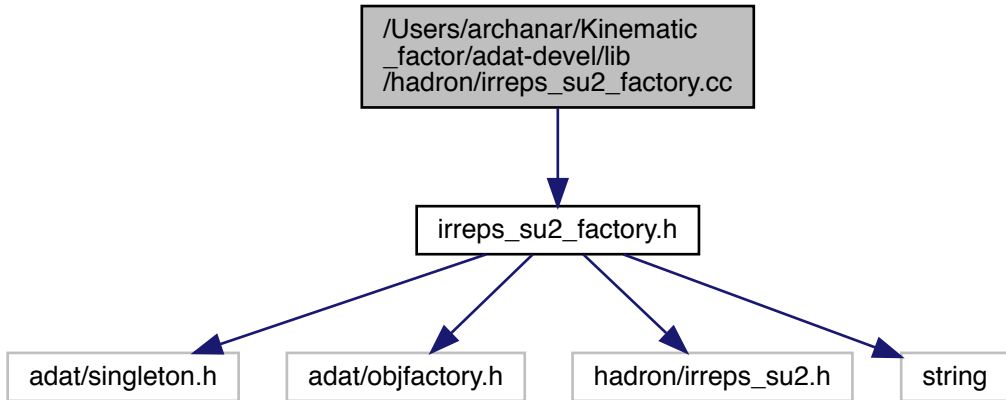 /Users/archanar/Kinematic
_factor/adat-devel/lib
/hadron/irreps_su2_factory.cc
irreps_su2_factory.h
adat/singleton.h
adat/objfactory.h
hadron/irreps_su2.h
string